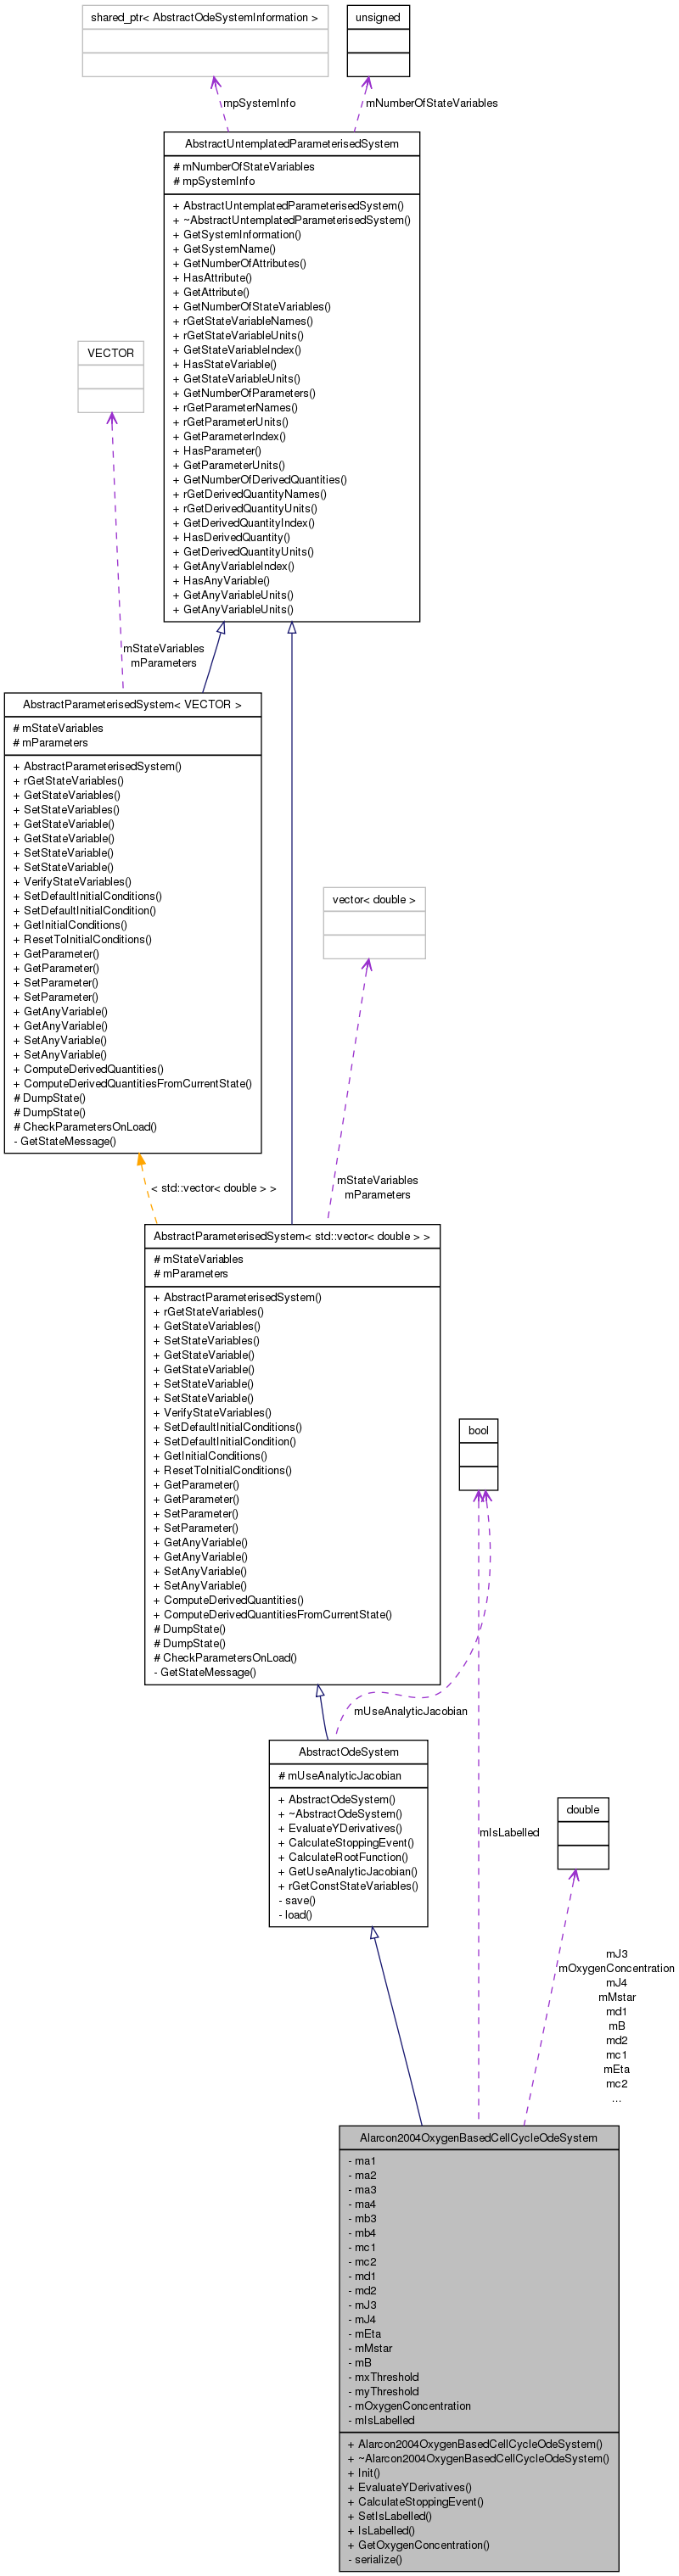 shared_ptr< AbstractOdeSystemInformation >
unsigned
mpSystemInfo
mNumberOfStateVariables
AbstractUntemplatedParameterisedSystem
# mNumberOfStateVariables
# mpSystemInfo
+ AbstractUntemplatedParameterisedSystem()
+ ~AbstractUntemplatedParameterisedSystem()
+ GetSystemInformation()
+ GetSystemName()
+ GetNumberOfAttributes()
+ HasAttribute()
+ GetAttribute()
+ GetNumberOfStateVariables()
+ rGetStateVariableNames()
+ rGetStateVariableUnits()
+ GetStateVariableIndex()
+ HasStateVariable()
+ GetStateVariableUnits()
+ GetNumberOfParameters()
+ rGetParameterNames()
+ rGetParameterUnits()
+ GetParameterIndex()
+ HasParameter()
+ GetParameterUnits()
+ GetNumberOfDerivedQuantities()
+ rGetDerivedQuantityNames()
+ rGetDerivedQuantityUnits()
+ GetDerivedQuantityIndex()
+ HasDerivedQuantity()
+ GetDerivedQuantityUnits()
+ GetAnyVariableIndex()
+ HasAnyVariable()
+ GetAnyVariableUnits()
+ GetAnyVariableUnits()
VECTOR
mStateVariables
mParameters
AbstractParameterisedSystem< VECTOR >
# mStateVariables
# mParameters
+ AbstractParameterisedSystem()
+ rGetStateVariables()
+ GetStateVariables()
+ SetStateVariables()
+ GetStateVariable()
+ GetStateVariable()
+ SetStateVariable()
+ SetStateVariable()
+ VerifyStateVariables()
+ SetDefaultInitialConditions()
+ SetDefaultInitialCondition()
+ GetInitialConditions()
+ ResetToInitialConditions()
+ GetParameter()
+ GetParameter()
+ SetParameter()
+ SetParameter()
+ GetAnyVariable()
+ GetAnyVariable()
+ SetAnyVariable()
+ SetAnyVariable()
+ ComputeDerivedQuantities()
+ ComputeDerivedQuantitiesFromCurrentState()
# DumpState()
# DumpState()
# CheckParametersOnLoad()
- GetStateMessage()
vector< double >
< std::vector< double > >
mStateVariables
mParameters
AbstractParameterisedSystem< std::vector< double > >
# mStateVariables
# mParameters
+ AbstractParameterisedSystem()
+ rGetStateVariables()
+ GetStateVariables()
+ SetStateVariables()
+ GetStateVariable()
+ GetStateVariable()
+ SetStateVariable()
+ SetStateVariable()
+ VerifyStateVariables()
+ SetDefaultInitialConditions()
+ SetDefaultInitialCondition()
+ GetInitialConditions()
+ ResetToInitialConditions()
+ GetParameter()
+ GetParameter()
+ SetParameter()
+ SetParameter()
+ GetAnyVariable()
+ GetAnyVariable()
+ SetAnyVariable()
+ SetAnyVariable()
+ ComputeDerivedQuantities()
+ ComputeDerivedQuantitiesFromCurrentState()
# DumpState()
# DumpState()
# CheckParametersOnLoad()
- GetStateMessage()
bool
mUseAnalyticJacobian
AbstractOdeSystem
# mUseAnalyticJacobian
+ AbstractOdeSystem()
+ ~AbstractOdeSystem()
+ EvaluateYDerivatives()
+ CalculateStoppingEvent()
+ CalculateRootFunction()
+ GetUseAnalyticJacobian()
+ rGetConstStateVariables()
- save()
- load()
double
mIsLabelled
mJ3
mOxygenConcentration
mJ4
mMstar
md1
mB
md2
mc1
mEta
mc2
...
Alarcon2004OxygenBasedCellCycleOdeSystem
- ma1
- ma2
- ma3
- ma4
- mb3
- mb4
- mc1
- mc2
- md1
- md2
- mJ3
- mJ4
- mEta
- mMstar
- mB
- mxThreshold
- myThreshold
- mOxygenConcentration
- mIsLabelled
+ Alarcon2004OxygenBasedCellCycleOdeSystem()
+ ~Alarcon2004OxygenBasedCellCycleOdeSystem()
+ Init()
+ EvaluateYDerivatives()
+ CalculateStoppingEvent()
+ SetIsLabelled()
+ IsLabelled()
+ GetOxygenConcentration()
- serialize()